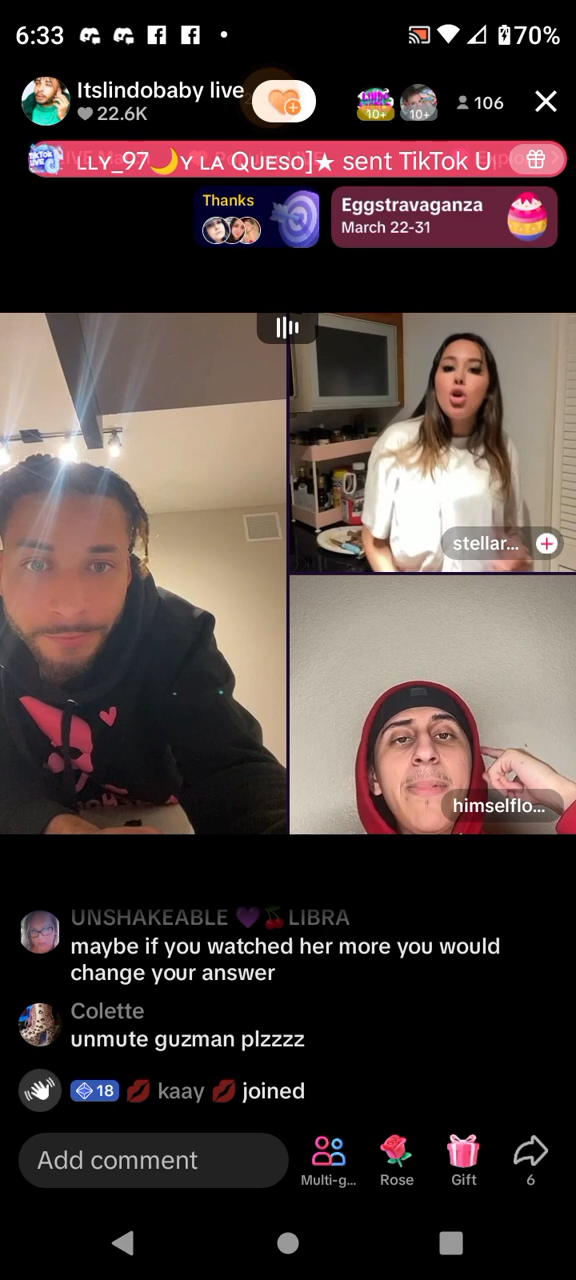 6:33
70%
Itslindobaby live
22.6K
10+
10+
106
LLY_97🌙Y LA QUESO]★ sent TikTok U
Thanks
Eggstravaganza
March 22-31
stellar...
himselflo...
UNSHAKEABLE 💜🍒LIBRA
maybe if you watched her more you would
change your answer
Colette
unmute guzman plzzzz
18 💋 kaay 💋 joined
Add comment
Multi-g...
Rose
Gift
6